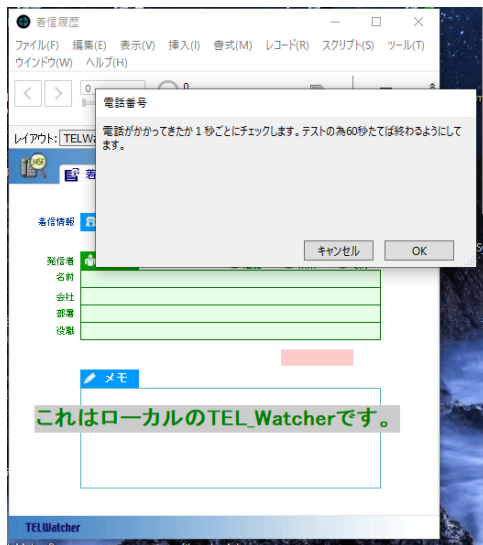 着信履歴
ファイル(F) 編集(E) 表示(V) 挿入(I) 書式(M) レコード(R) スクリプト(S) ツール(T)
ウインドウ(W) ヘルプ(H)
0
0
電話番号
電話がかかってきたか 1 秒ごとにチェックします。テストの為60秒たてば終わるようにして
ます。
レイアウト: TELWa
着
着信情報
キャンセル
OK
発信者
名前
会社
部署
役職
メモ
これはローカルのTEL_Watcherです。
TELWatcher